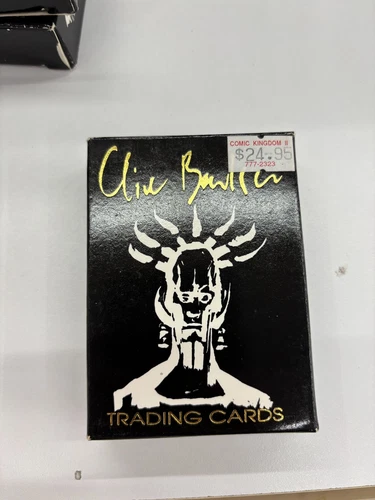 Clive Barker
COMIC KINGDOM II
$24.95
777-2323
TRADING CARDS